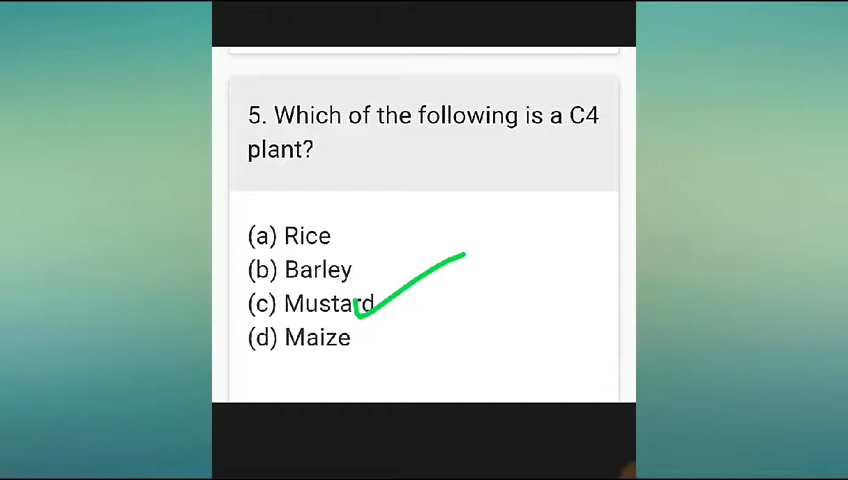 5. Which of the following is a C4
plant?
(a) Rice
(b) Barley
(c) Mustard
(d) Maize